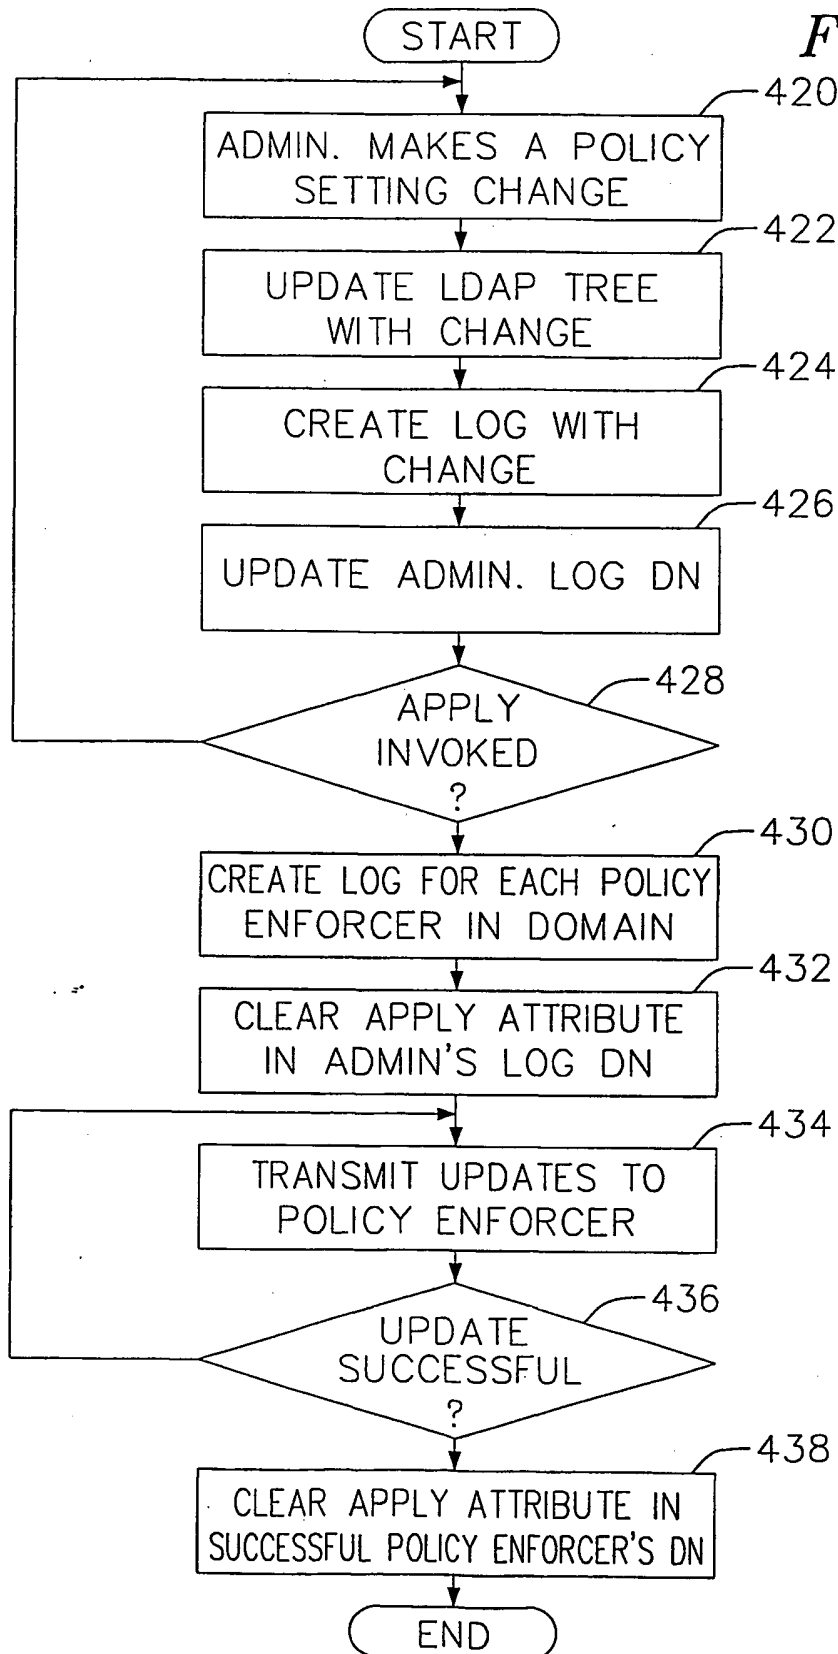 START
F
420
ADMIN. MAKES A POLICY
SETTING CHANGE
422
UPDATE LDAP TREE
WITH CHANGE
424
CREATE LOG WITH
CHANGE
426
UPDATE ADMIN. LOG DN
428
APPLY
INVOKED
?
430
CREATE LOG FOR EACH POLICY
ENFORCER IN DOMAIN
432
CLEAR APPLY ATTRIBUTE
IN ADMIN'S LOG DN
434
TRANSMIT UPDATES TO
POLICY ENFORCER
436
UPDATE
SUCCESSFUL
?
438
CLEAR APPLY ATTRIBUTE IN
SUCCESSFUL POLICY ENFORCER'S DN
END